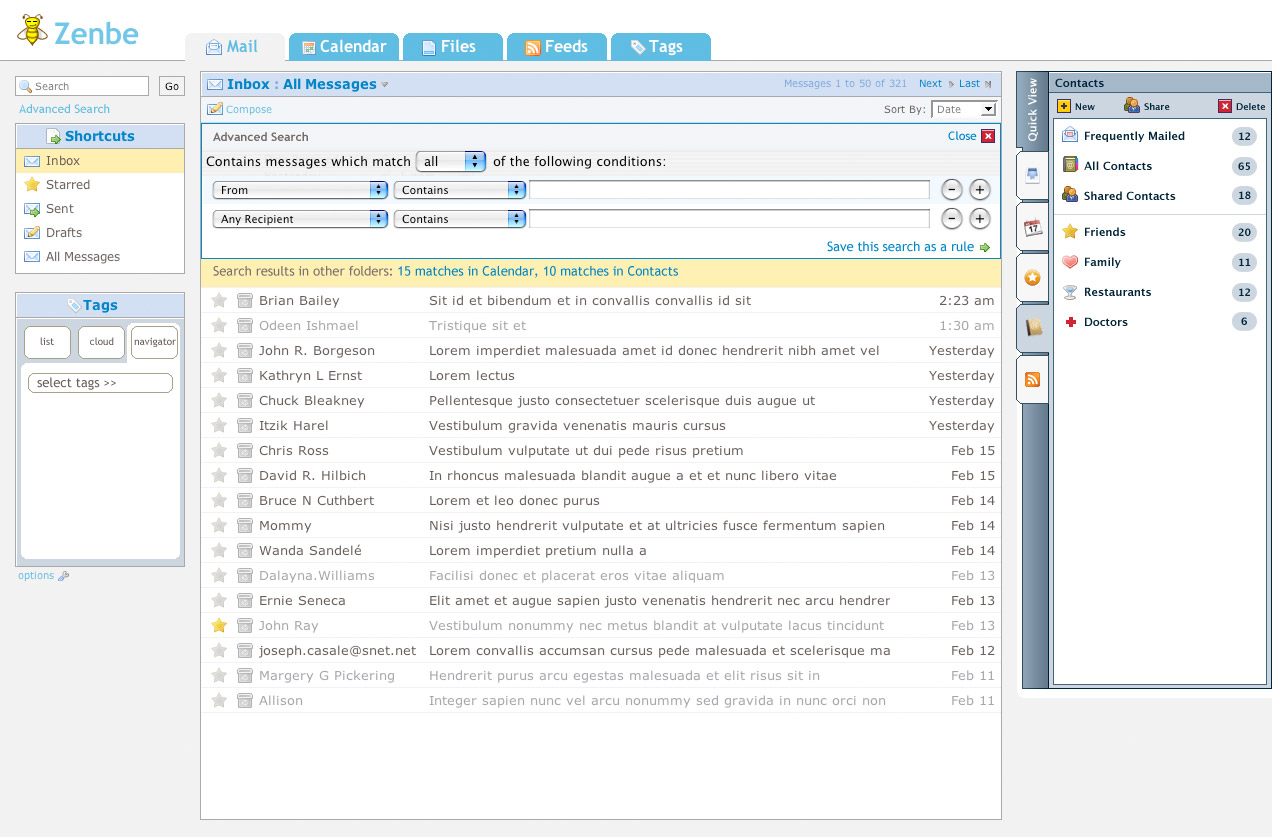 Zenbe
Mail Calendar Files Feeds Tags
Search Go
Advanced Search
Shortcuts
Inbox
Starred
Sent
Drafts
All Messages
Tags
list cloud navigator
select tags >>
options
Inbox : All Messages Messages 1 to 50 of 321 Next Last
Compose Sort By: Date
Advanced Search Close
Contains messages which match all of the following conditions:
From Contains − +
Any Recipient Contains − +
Save this search as a rule
Search results in other folders: 15 matches in Calendar, 10 matches in Contacts
Brian Bailey Sit id et bibendum et in convallis convallis id sit 2:23 am
Odeen Ishmael Tristique sit et 1:30 am
John R. Borgeson Lorem imperdiet malesuada amet id donec hendrerit nibh amet vel Yesterday
Kathryn L Ernst Lorem lectus Yesterday
Chuck Bleakney Pellentesque justo consectetuer scelerisque duis augue ut Yesterday
Itzik Harel Vestibulum gravida venenatis mauris cursus Yesterday
Chris Ross Vestibulum vulputate ut dui pede risus pretium Feb 15
David R. Hilbich In rhoncus malesuada blandit augue a et et nunc libero vitae Feb 15
Bruce N Cuthbert Lorem et leo donec purus Feb 14
Mommy Nisi justo hendrerit vulputate et at ultricies fusce fermentum sapien Feb 14
Wanda Sandelé Lorem imperdiet pretium nulla a Feb 14
Dalayna.Williams Facilisi donec et placerat eros vitae aliquam Feb 13
Ernie Seneca Elit amet et augue sapien justo venenatis hendrerit nec arcu hendrer Feb 13
John Ray Vestibulum nonummy nec metus blandit at vulputate lacus tincidunt Feb 13
joseph.casale@snet.net Lorem convallis accumsan cursus pede malesuada et scelerisque ma Feb 12
Margery G Pickering Hendrerit purus arcu egestas malesuada et elit risus sit in Feb 11
Allison Integer sapien nunc vel arcu nonummy sed gravida in nunc orci non Feb 11
Quick View
17
Contacts
New Share Delete
Frequently Mailed 12
All Contacts 65
Shared Contacts 18
Friends 20
Family 11
Restaurants 12
Doctors 6